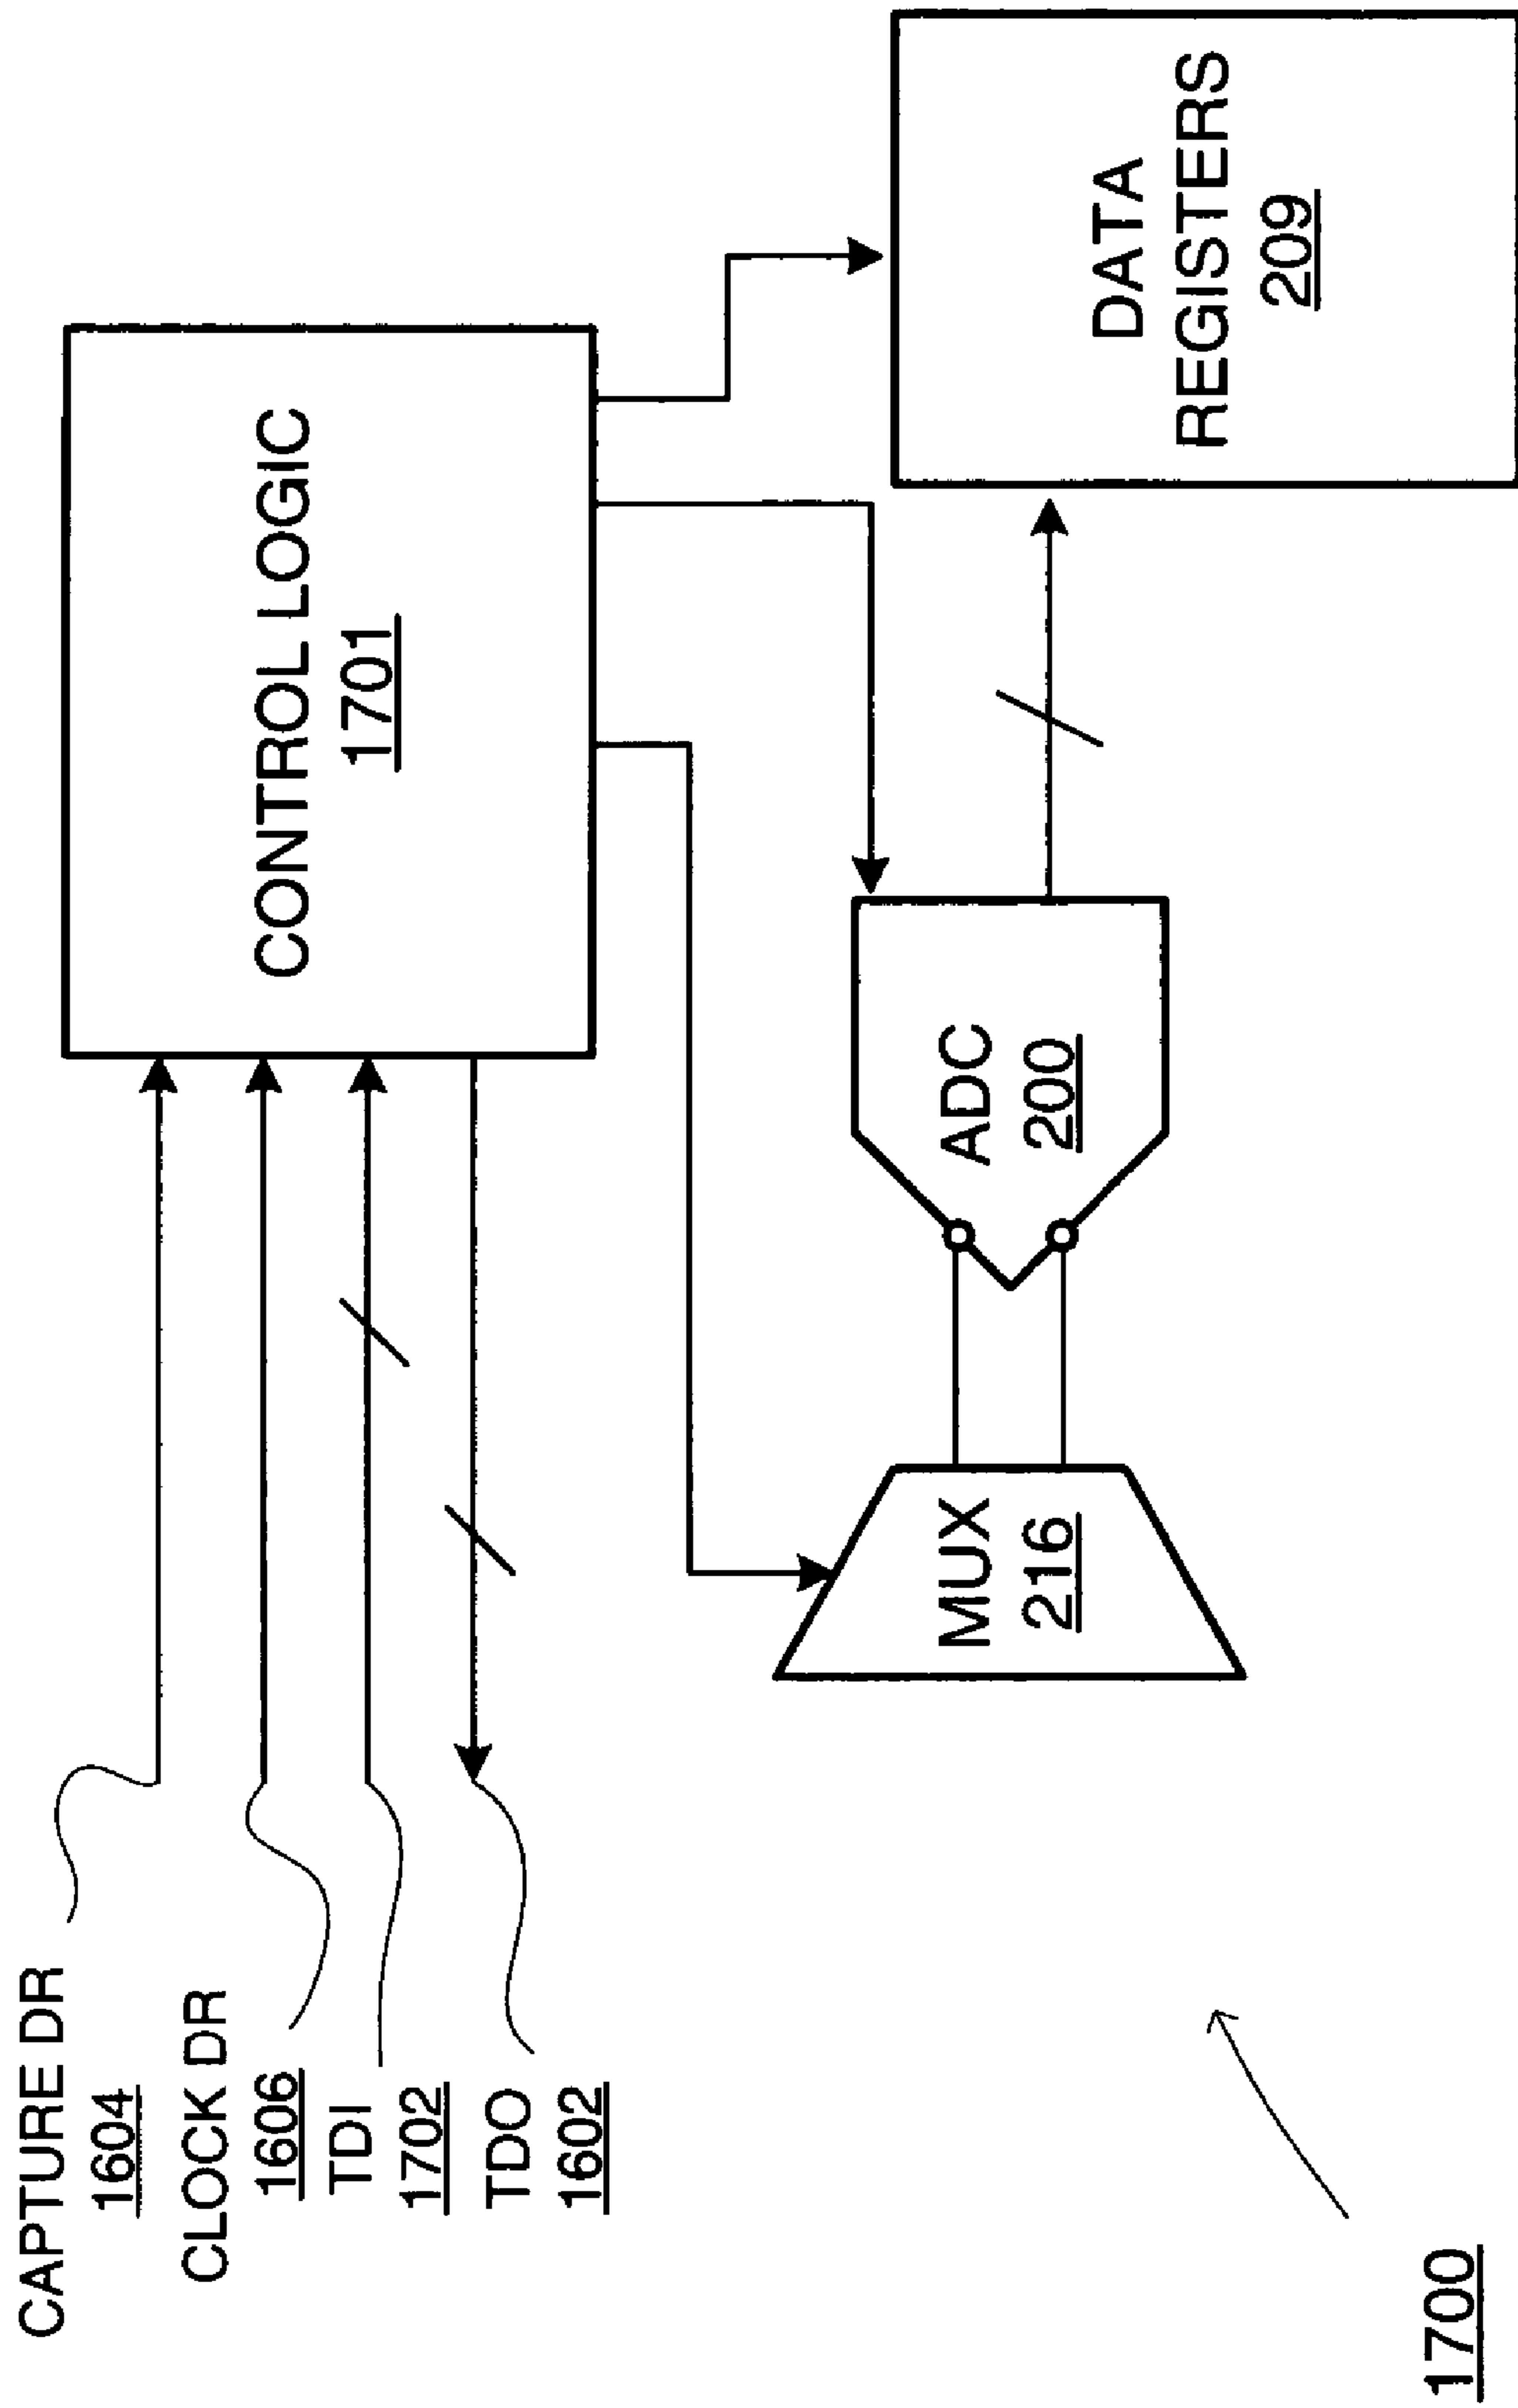 CAPTURE DR
1604
CLOCK DR
1606
TDI
1702
TDO
1602
CONTROL LOGIC
1701
MUX
216
ADC
200
DATA
REGISTERS
209
1700